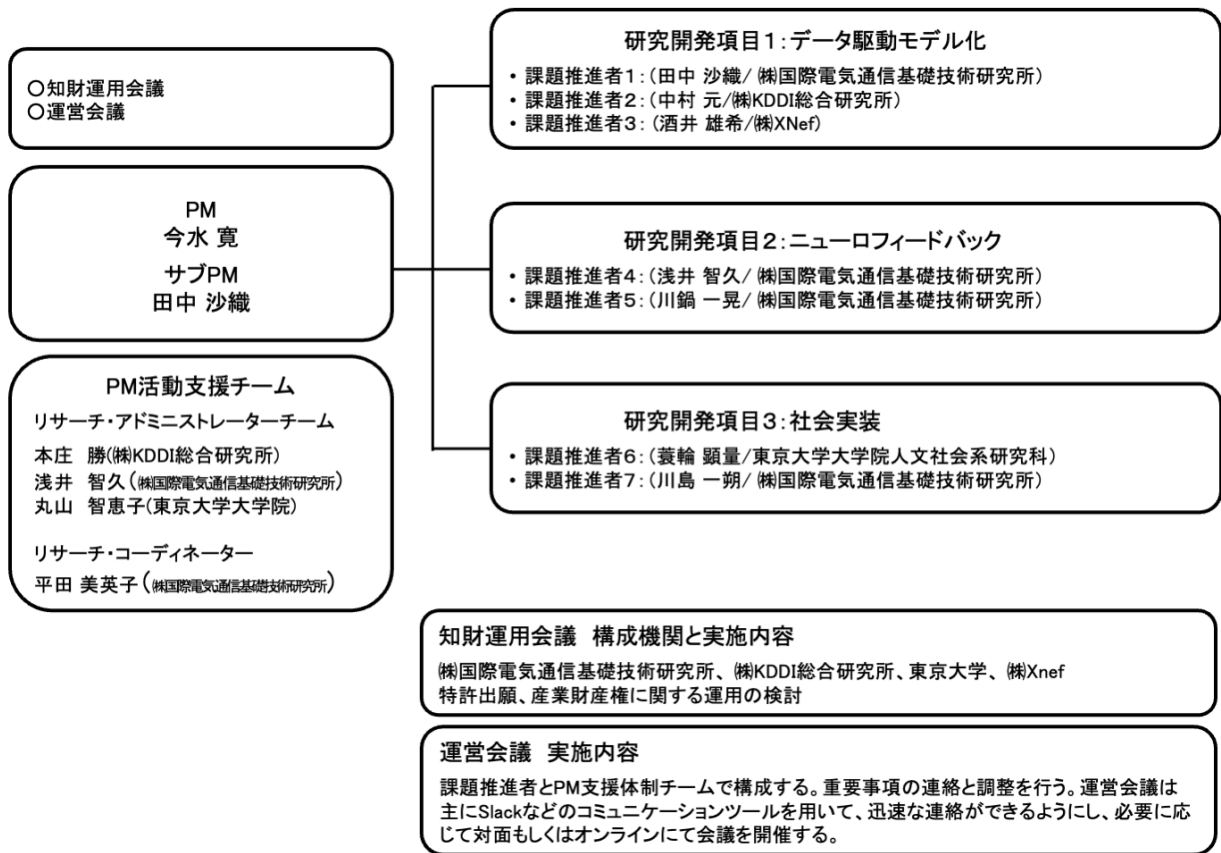 〇知財運用会議
〇運営会議
PM
今水 寛
サブPM
田中 沙織
PM活動支援チーム
リサーチ・アドミニストレーターチーム
本庄 勝(㈱KDDI総合研究所)
浅井 智久(㈱国際電気通信基礎技術研究所)
丸山 智恵子(東京大学大学院)
リサーチ・コーディネーター
平田 美英子(㈱国際電気通信基礎技術研究所)
研究開発項目1:データ駆動モデル化
・課題推進者1:(田中 沙織/ ㈱国際電気通信基礎技術研究所)
・課題推進者2:(中村 元/㈱KDDI総合研究所)
・課題推進者3:(酒井 雄希/㈱XNef)
研究開発項目2:ニューロフィードバック
・課題推進者4:(浅井 智久/ ㈱国際電気通信基礎技術研究所)
・課題推進者5:(川鍋 一晃/ ㈱国際電気通信基礎技術研究所)
研究開発項目3:社会実装
・課題推進者6:(蓑輪 顕量/東京大学大学院人文社会系研究科)
・課題推進者7:(川島 一朔/ ㈱国際電気通信基礎技術研究所)
知財運用会議 構成機関と実施内容
㈱国際電気通信基礎技術研究所、㈱KDDI総合研究所、東京大学、㈱Xnef
特許出願、産業財産権に関する運用の検討
運営会議 実施内容
課題推進者とPM支援体制チームで構成する。重要事項の連絡と調整を行う。運営会議は
主にSlackなどのコミュニケーションツールを用いて、迅速な連絡ができるようにし、必要に応
じて対面もしくはオンラインにて会議を開催する。